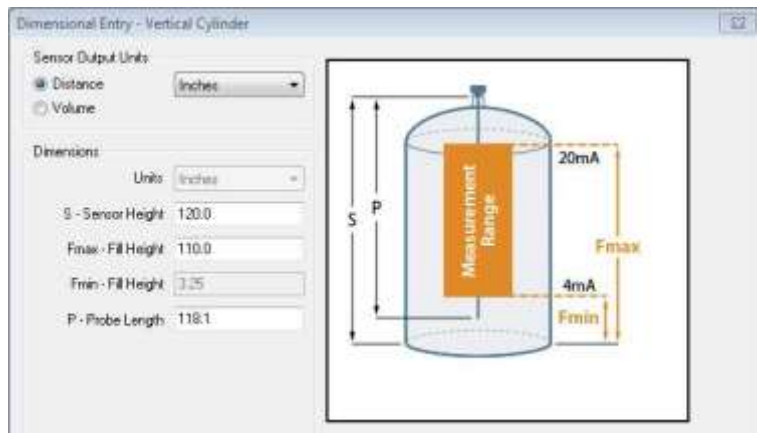 Dimensional Entry - Vertical Cylinder
Sensor Output Units
Distance
Inches
Volume
Dimensions
Units
Inches
S - Sensor Height
120.0
Fmax - Fill Height
110.0
Fmin - Fill Height
3.25
P - Probe Length
118.1
S
P
Measurement
Range
20mA
Fmax
4mA
Fmin